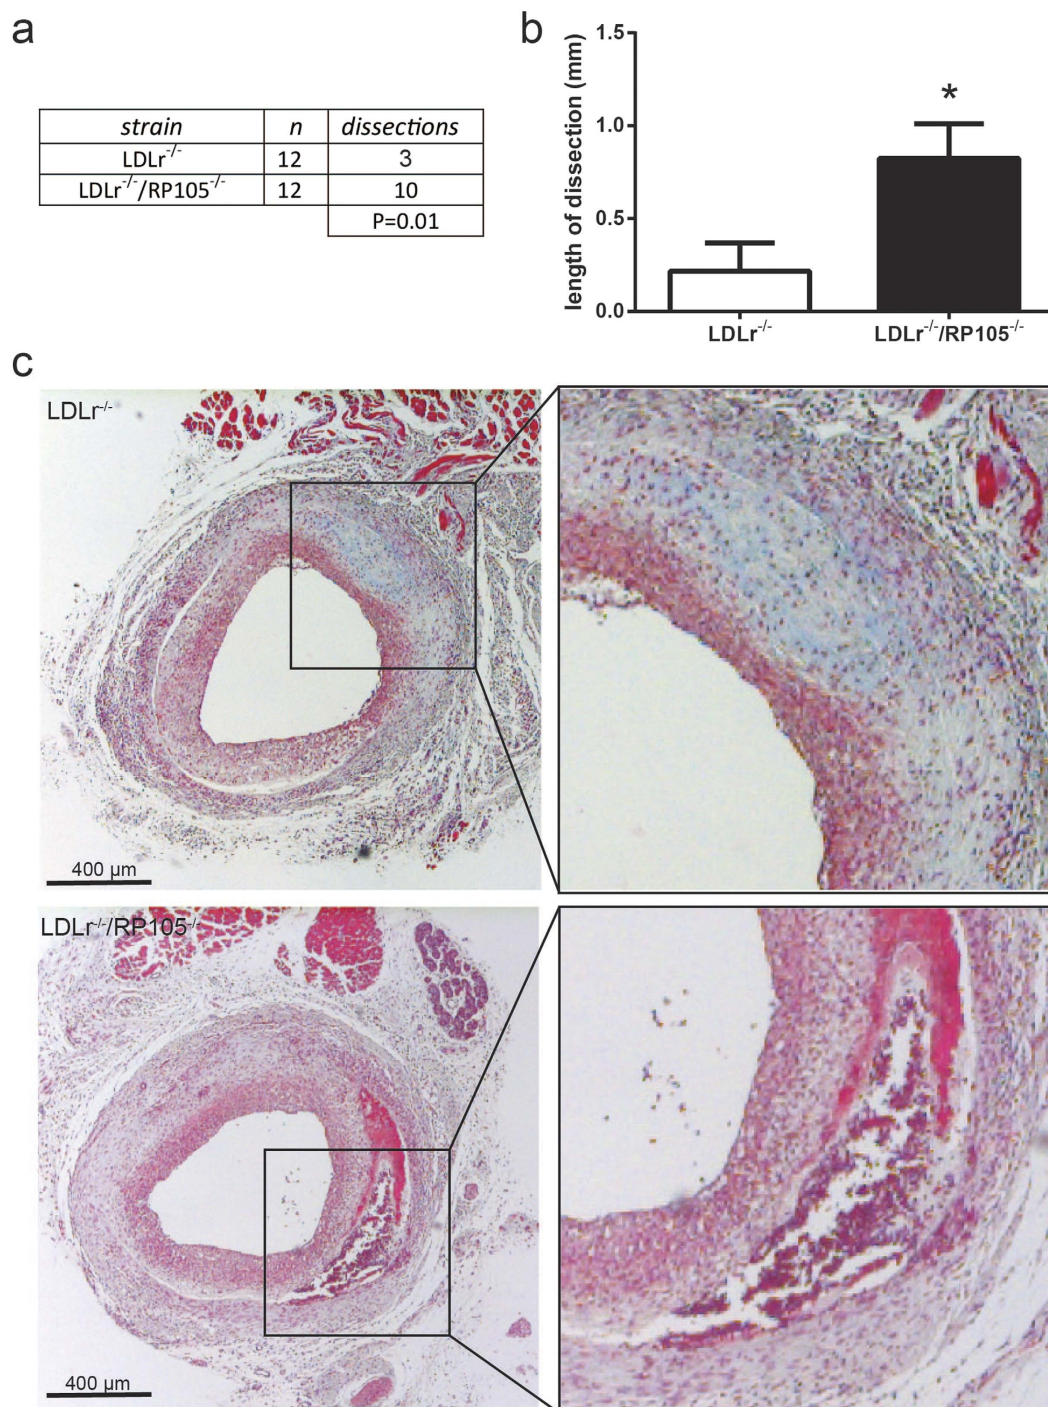 a
strain n dissections
LDLr-/- 12 3
LDLr-/-/RP105-/- 12 10
P=0.01
b
length of dissection (mm)
1.5
1.0
0.5
0.0
*
LDLr-/- LDLr-/-/RP105-/-
c
LDLr-/-
400 µm
LDLr-/-/RP105-/-
400 µm